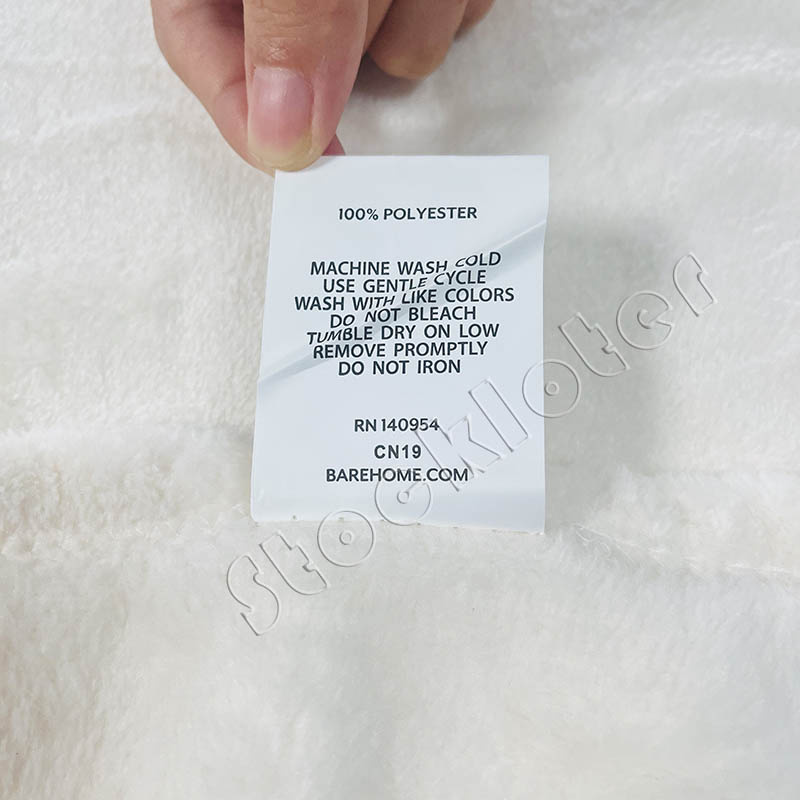 100% POLYESTER
MACHINE WASH COLD
USE GENTLE CYCLE
WASH WITH LIKE COLORS
DO NOT BLEACH
TUMBLE DRY ON LOW
REMOVE PROMPTLY
DO NOT IRON
RN 140954
CN19
BAREHOME.COM
Stockloter